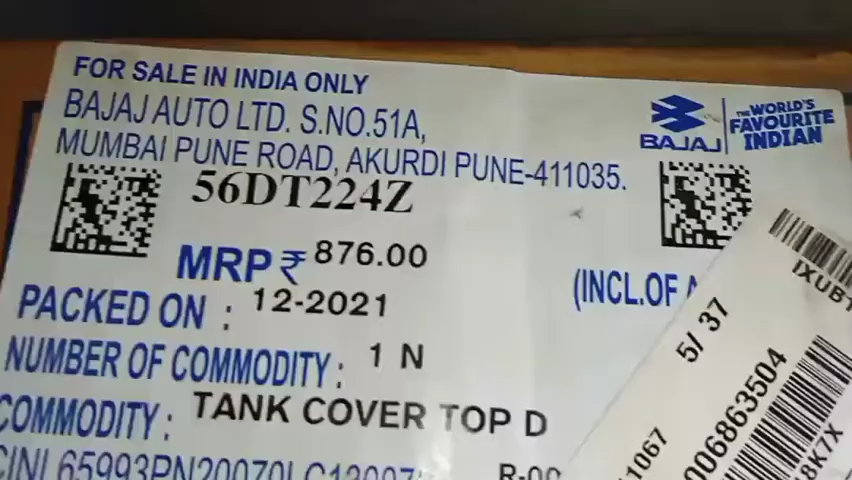 FOR SALE IN INDIA ONLY
BAJAJ AUTO LTD. S.NO.51A,
MUMBAI PUNE ROAD, AKURDI PUNE-411035.
BAJAJ
THE WORLD'S
FAVOURITE
INDIAN
56DT224Z
MRP ₹ 876.00
(INCL.OF
PACKED ON : 12-2021
NUMBER OF COMMODITY: 1 N
COMMODITY: TANK COVER TOP D
5/ 37